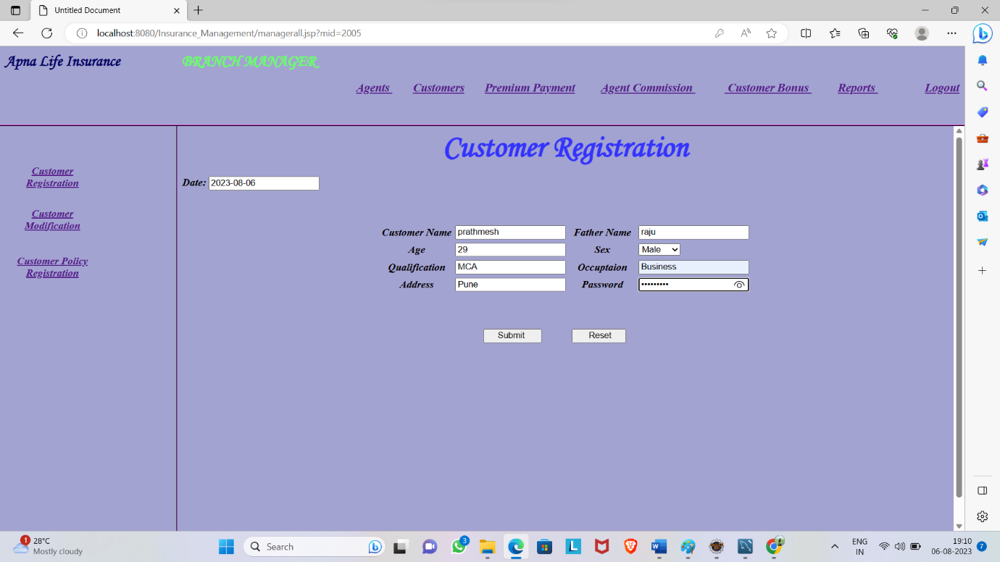 Untitled Document
localhost:8080/Insurance_Management/managerall.jsp?mid=2005
Apna Life Insurance BRANCH MANAGER
Agents Customers Premium Payment Agent Commission Customer Bonus Reports Logout
Customer Registration
Customer
Registration
Customer
Modification
Customer Policy
Registration
Date: 2023-08-06
Customer Name prathmesh Father Name raju
Age 29 Sex Male
Qualification MCA Occuptaion Business
Address Pune Password •••••••••
Submit Reset
1 28°C
Mostly cloudy
Search
3
L
W
ENG
IN
19:10
06-08-2023
7